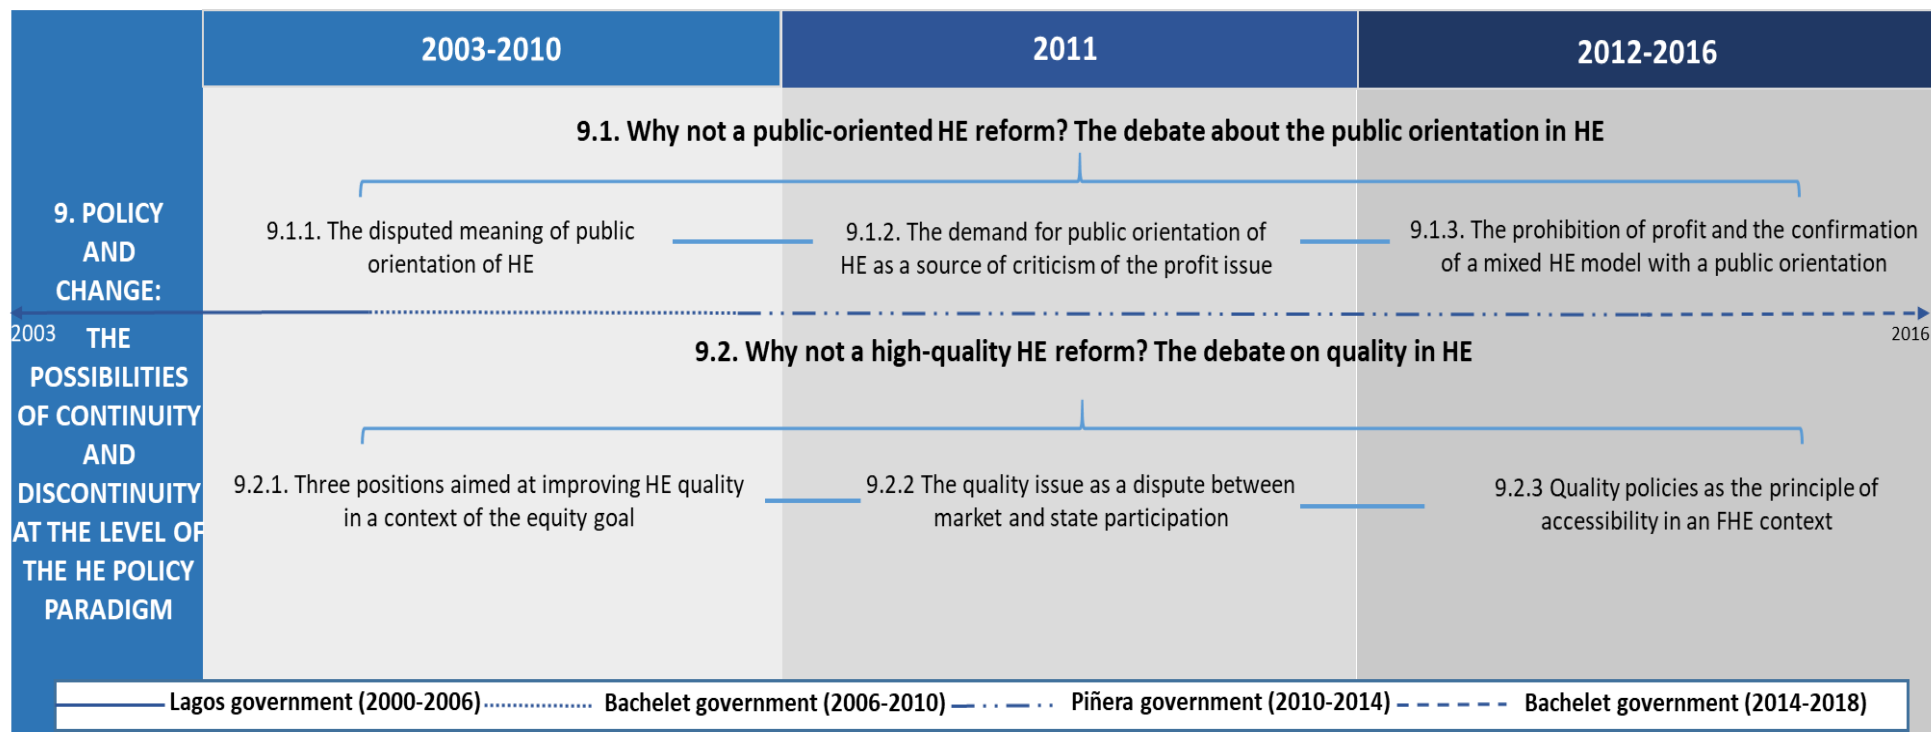 2003-2010
2011
2012-2016
9. POLICY
AND
CHANGE:
THE
POSSIBILITIES
OF CONTINUITY
AND
DISCONTINUITY
AT THE LEVEL OF
THE HE POLICY
PARADIGM
9.1. Why not a public-oriented HE reform? The debate about the public orientation in HE
9.1.1. The disputed meaning of public
orientation of HE
9.1.2. The demand for public orientation of
HE as a source of criticism of the profit issue
9.1.3. The prohibition of profit and the confirmation
of a mixed HE model with a public orientation
2003
2016
9.2. Why not a high-quality HE reform? The debate on quality in HE
9.2.1. Three positions aimed at improving HE quality
in a context of the equity goal
9.2.2 The quality issue as a dispute between
market and state participation
9.2.3 Quality policies as the principle of
accessibility in an FHE context
Lagos government (2000-2006)
Bachelet government (2006-2010)
Piñera government (2010-2014)
Bachelet government (2014-2018)